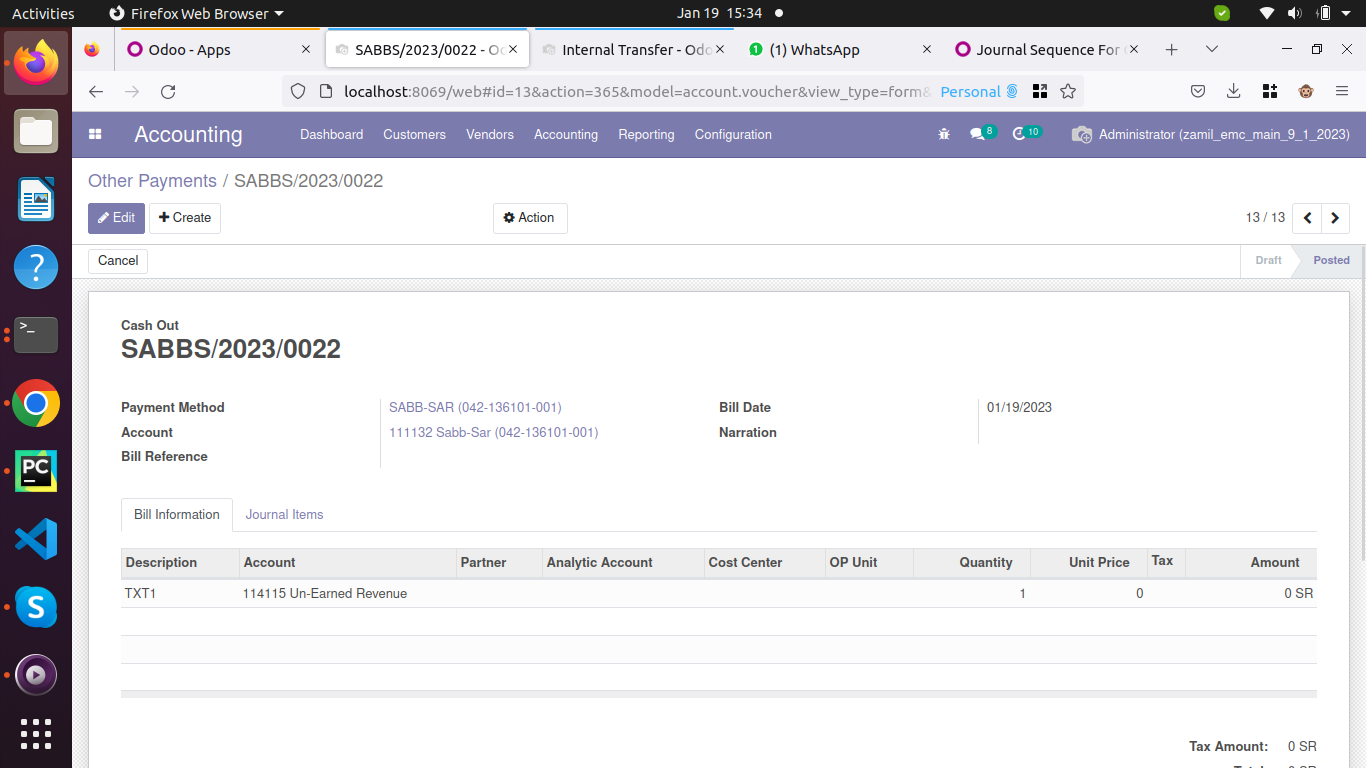 Activities
Firefox Web Browser
Jan 19 15:34
Odoo - Apps
SABBS/2023/0022 - Oc
Internal Transfer - Odo
1
(1) WhatsApp
Journal Sequence For
localhost:8069/web#id=13&action=365&model=account.voucher&view_type=form&
Personal
Accounting
Dashboard
Customers
Vendors
Accounting
Reporting
Configuration
8
10
Administrator (zamil_emc_main_9_1_2023)
Other Payments / SABBS/2023/0022
Edit
Create
Action
13 / 13
Cancel
Draft
Posted
Cash Out
SABBS/2023/0022
Payment Method
SABB-SAR (042-136101-001)
Bill Date
01/19/2023
Account
111132 Sabb-Sar (042-136101-001)
Narration
Bill Reference
Bill Information
Journal Items
Description Account Partner Analytic Account Cost Center OP Unit Quantity Unit Price Tax Amount
TXT1 114115 Un-Earned Revenue 1 0 0 SR
Tax Amount: 0 SR